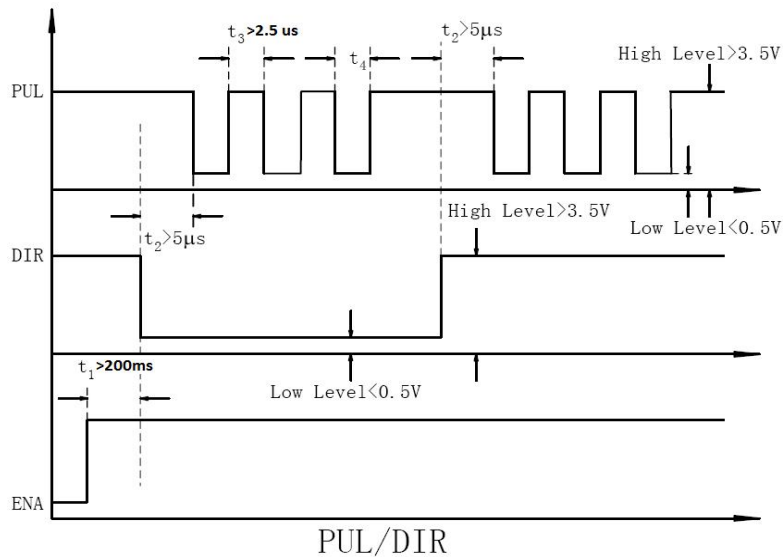 t3>2.5 us
t4
t2>5μs
High Level>3.5V
PUL
t2>5μs
High Level>3.5V
Low Level<0.5V
DIR
t1>200ms
Low Level<0.5V
ENA
PUL/DIR